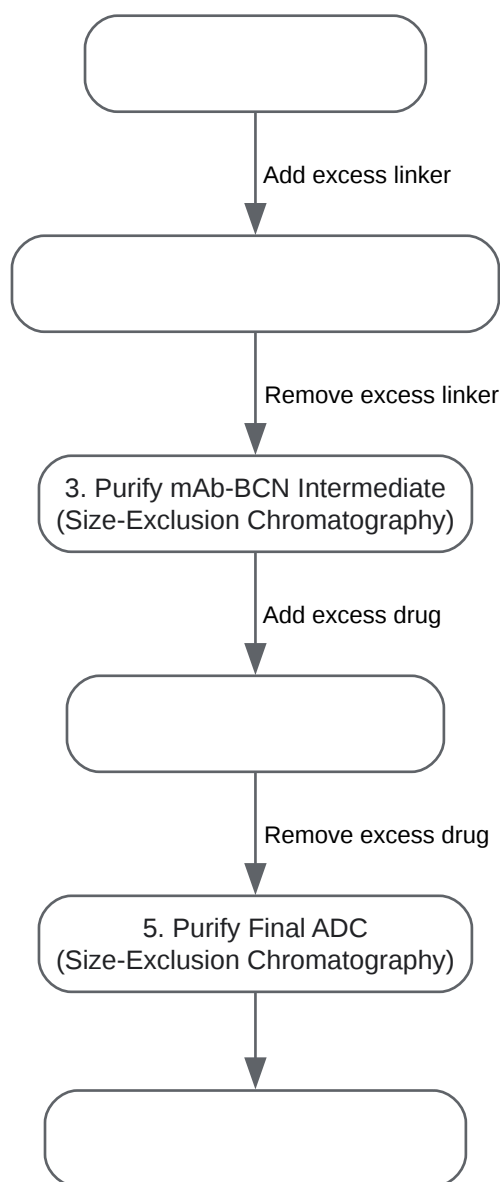 Add excess linker
Remove excess linker
3. Purify mAb-BCN Intermediate
(Size-Exclusion Chromatography)
Add excess drug
Remove excess drug
5. Purify Final ADC
(Size-Exclusion Chromatography)